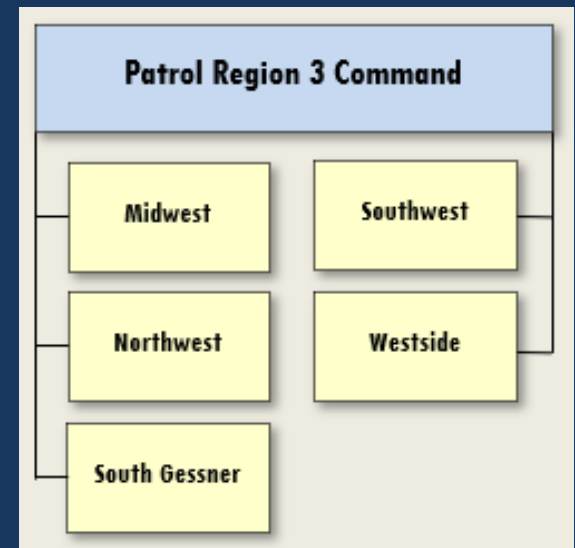 Patrol Region 3 Command
Midwest
Southwest
Northwest
Westside
South Gessner